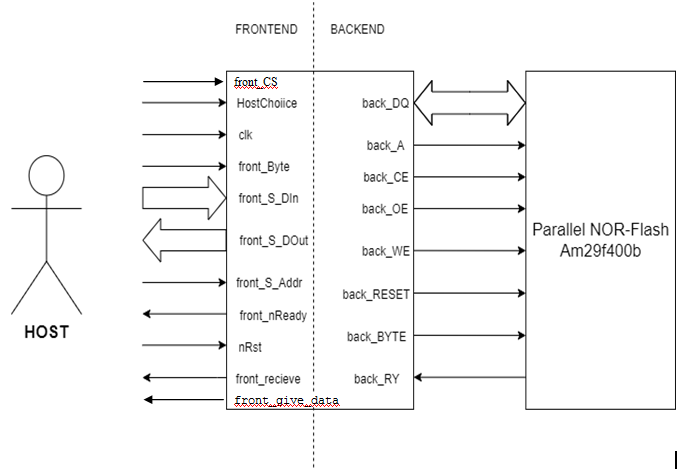 FRONTEND
BACKEND
front_CS
HostChoiice
clk
front_Byte
front_S_DIn
front_S_DOut
front_S_Addr
front_nReady
nRst
front_recieve
front_give_data
back_DQ
back_A
back_CE
back_OE
back_WE
back_RESET
back_BYTE
back_RY
HOST
Parallel NOR-Flash
Am29f400b